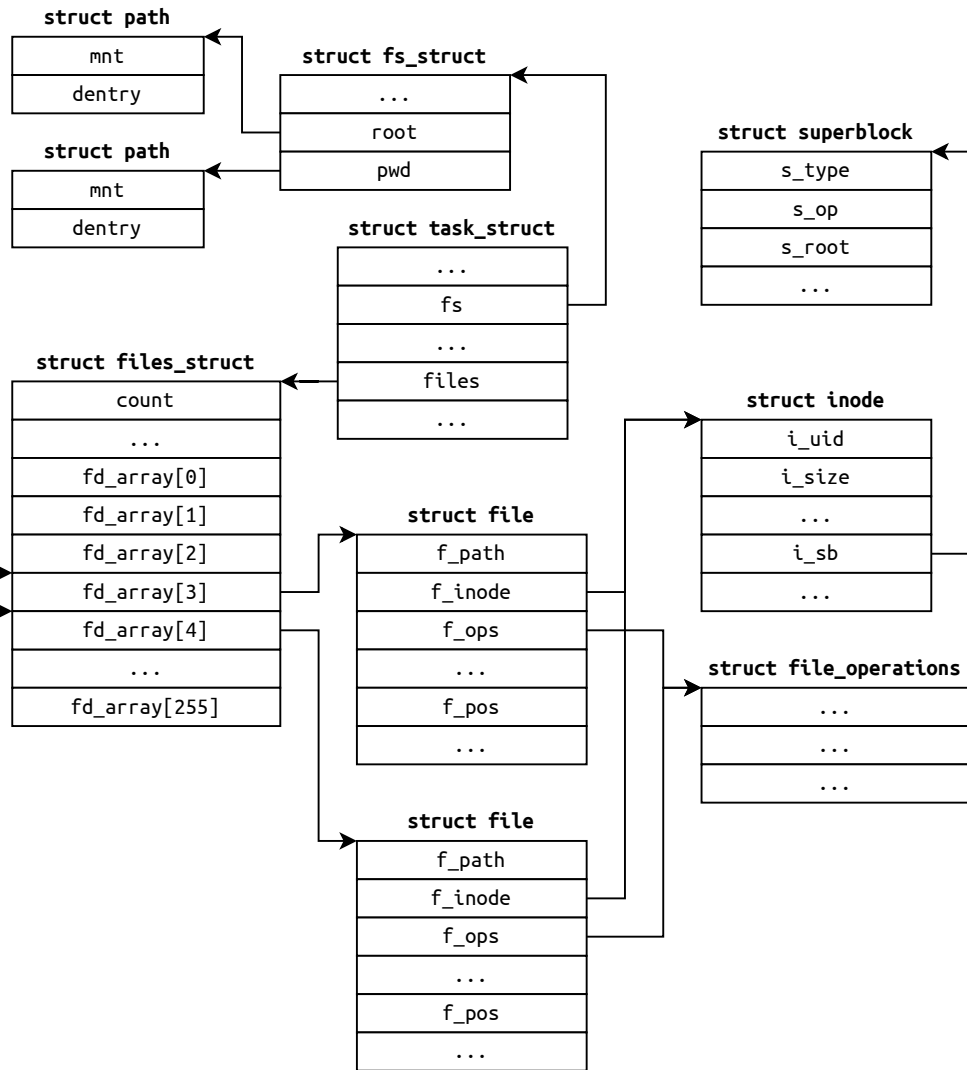 struct path
mnt
dentry
struct path
mnt
dentry
struct fs_struct
...
root
pwd
struct task_struct
...
fs
...
files
...
struct files_struct
count
...
fd_array[0]
fd_array[1]
fd_array[2]
fd_array[3]
fd_array[4]
...
fd_array[255]
struct file
f_path
f_inode
f_ops
...
f_pos
...
struct file
f_path
f_inode
f_ops
...
f_pos
...
struct superblock
s_type
s_op
s_root
...
struct inode
i_uid
i_size
...
i_sb
...
struct file_operations
...
...
...